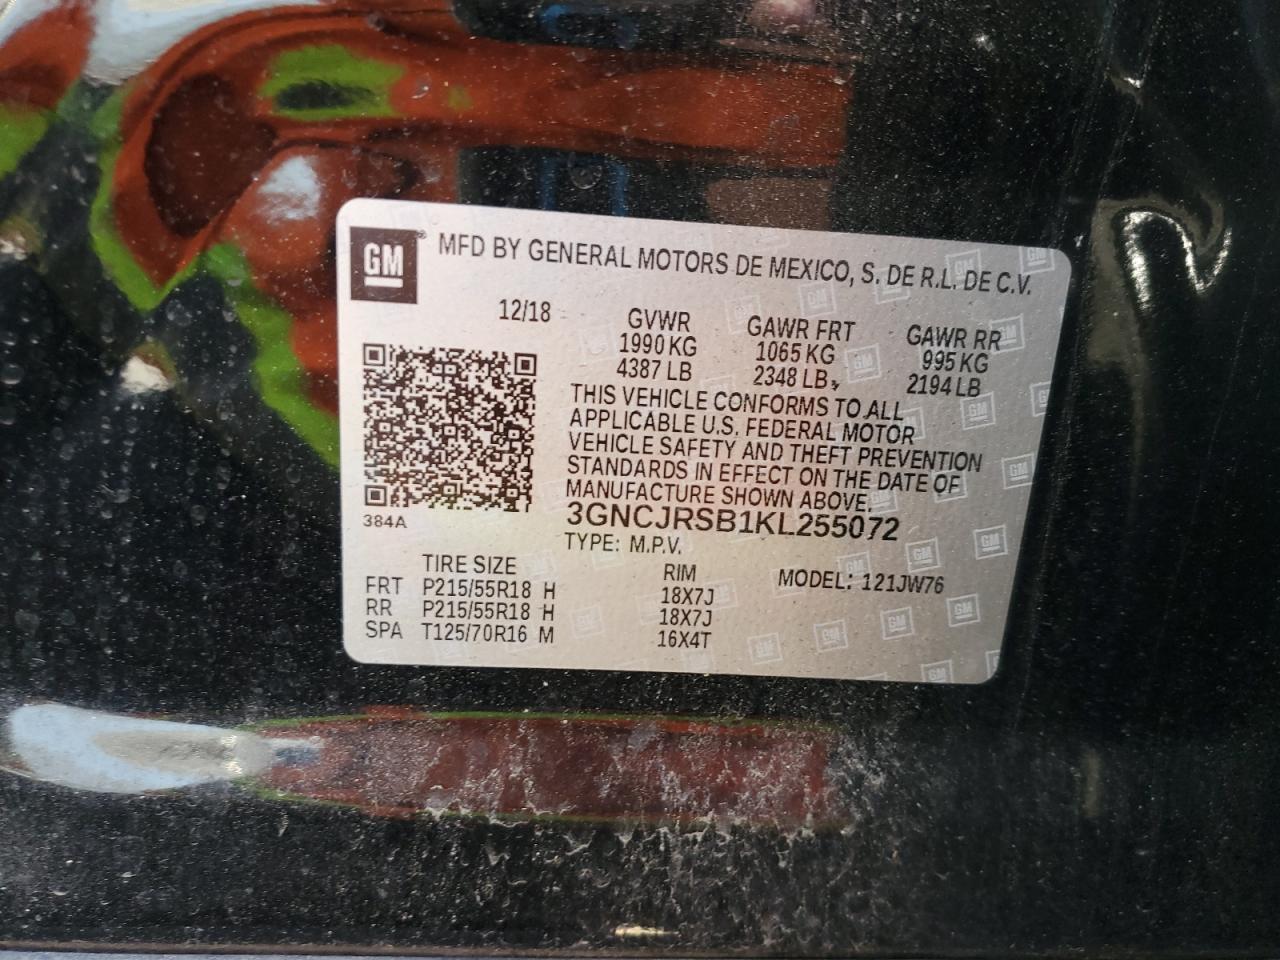 GM ® MFD BY GENERAL MOTORS DE MEXICO, S. DE R.L. DE C.V.
12/18 GVWR GAWR FRT GAWR RR
1990 KG 1065 KG 995 KG
4387 LB 2348 LB 2194 LB
THIS VEHICLE CONFORMS TO ALL
APPLICABLE U.S. FEDERAL MOTOR
VEHICLE SAFETY AND THEFT PREVENTION
STANDARDS IN EFFECT ON THE DATE OF
MANUFACTURE SHOWN ABOVE.
384A
3GNCJRSB1KL255072
TYPE: M.P.V.
TIRE SIZE RIM MODEL: 121JW76
FRT P215/55R18 H 18X7J
RR P215/55R18 H 18X7J
SPA T125/70R16 M 16X4T